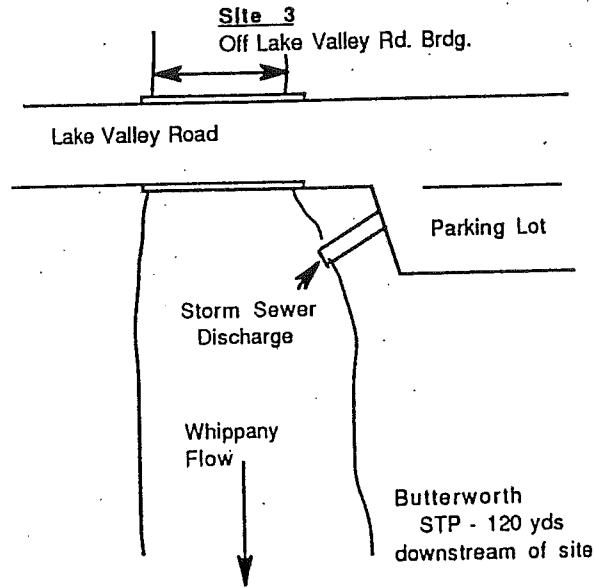 Site 3
Off Lake Valley Rd. Brdg.
Lake Valley Road
Parking Lot
Storm Sewer
Discharge
Whippany
Flow
Butterworth
STP - 120 yds
downstream of site